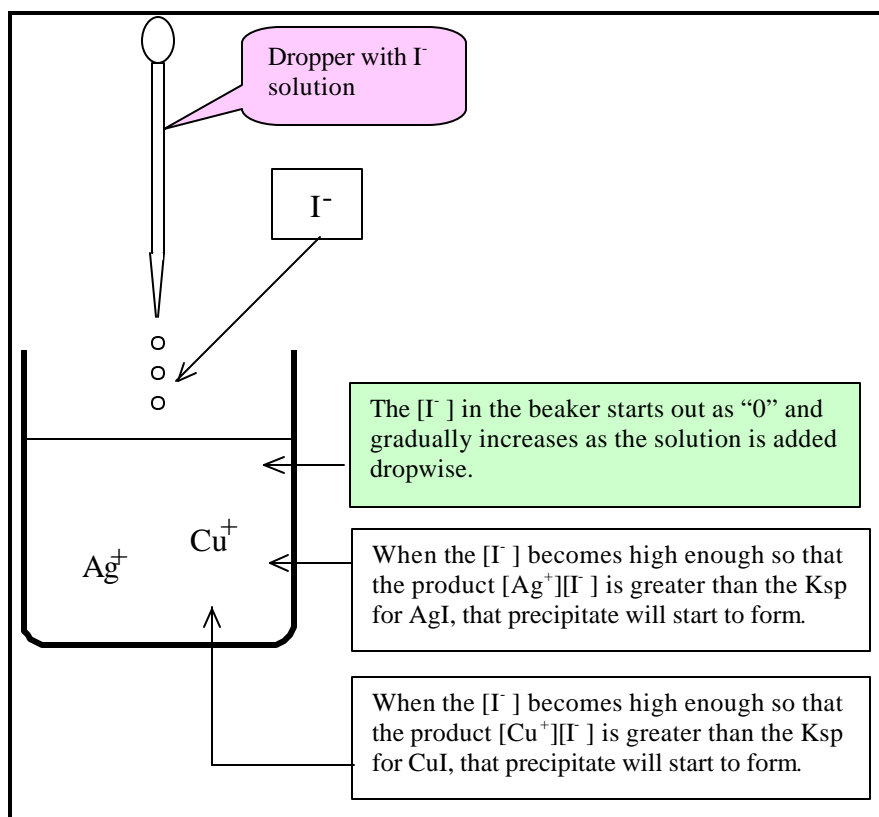 Dropper with I⁻
solution
I⁻
The [I⁻ ] in the beaker starts out as “0” and
gradually increases as the solution is added
dropwise.
Ag⁺
Cu⁺
When the [I⁻ ] becomes high enough so that
the product [Ag⁺][I⁻ ] is greater than the Ksp
for AgI, that precipitate will start to form.
When the [I⁻ ] becomes high enough so that
the product [Cu⁺][I⁻ ] is greater than the Ksp
for CuI, that precipitate will start to form.